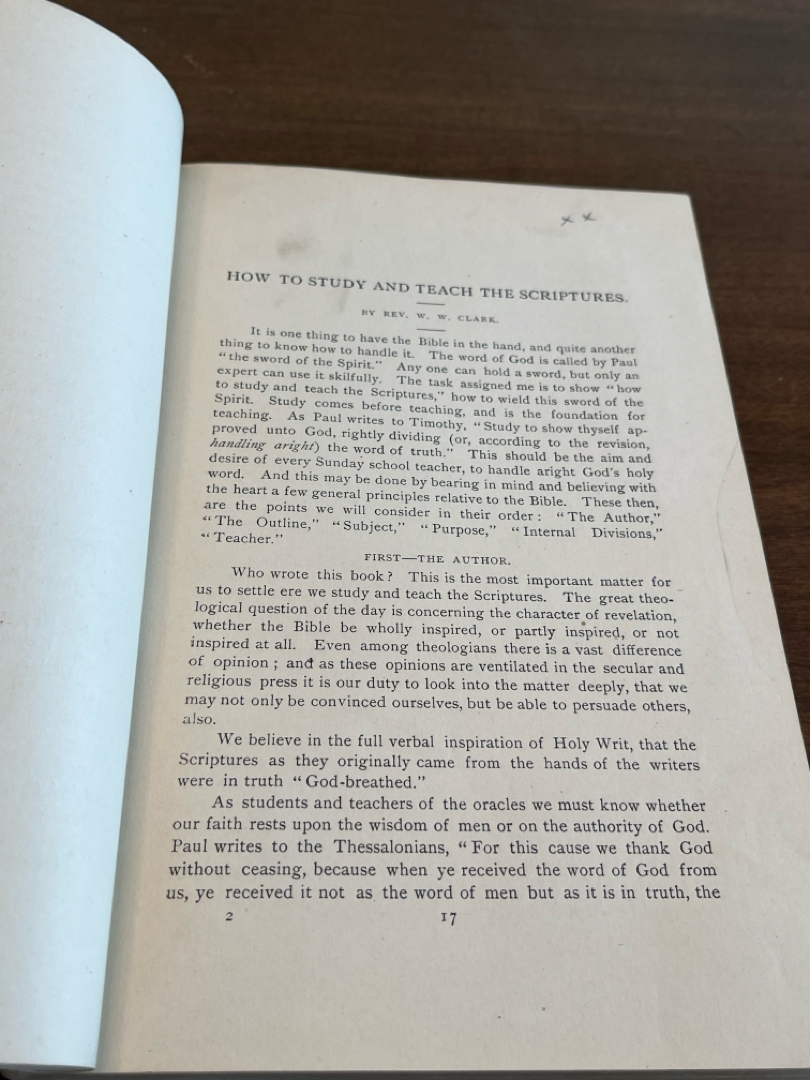 HOW TO STUDY AND TEACH THE SCRIPTURES.
BY REV. W. W. CLARK.
It is one thing to have the Bible in the hand, and quite another
thing to know how to handle it. The word of God is called by Paul
“the sword of the Spirit.” Any one can hold a sword, but only an
expert can use it skilfully. The task assigned me is to show “how
to study and teach the Scriptures,” how to wield this sword of the
Spirit. Study comes before teaching, and is the foundation for
teaching. As Paul writes to Timothy, “Study to show thyself ap-
proved unto God, rightly dividing (or, according to the revision,
handling aright) the word of truth.” This should be the aim and
desire of every Sunday school teacher, to handle aright God's holy
word. And this may be done by bearing in mind and believing with
the heart a few general principles relative to the Bible. These then,
are the points we will consider in their order: “The Author,”
“The Outline,” “Subject,” “Purpose,” “Internal Divisions,”
“Teacher.”
FIRST—THE AUTHOR.
Who wrote this book? This is the most important matter for
us to settle ere we study and teach the Scriptures. The great theo-
logical question of the day is concerning the character of revelation,
whether the Bible be wholly inspired, or partly inspired, or not
inspired at all. Even among theologians there is a vast difference
of opinion; and as these opinions are ventilated in the secular and
religious press it is our duty to look into the matter deeply, that we
may not only be convinced ourselves, but be able to persuade others,
also.
We believe in the full verbal inspiration of Holy Writ, that the
Scriptures as they originally came from the hands of the writers
were in truth “God-breathed.”
As students and teachers of the oracles we must know whether
our faith rests upon the wisdom of men or on the authority of God.
Paul writes to the Thessalonians, “For this cause we thank God
without ceasing, because when ye received the word of God from
us, ye received it not as the word of men but as it is in truth, the
2 17